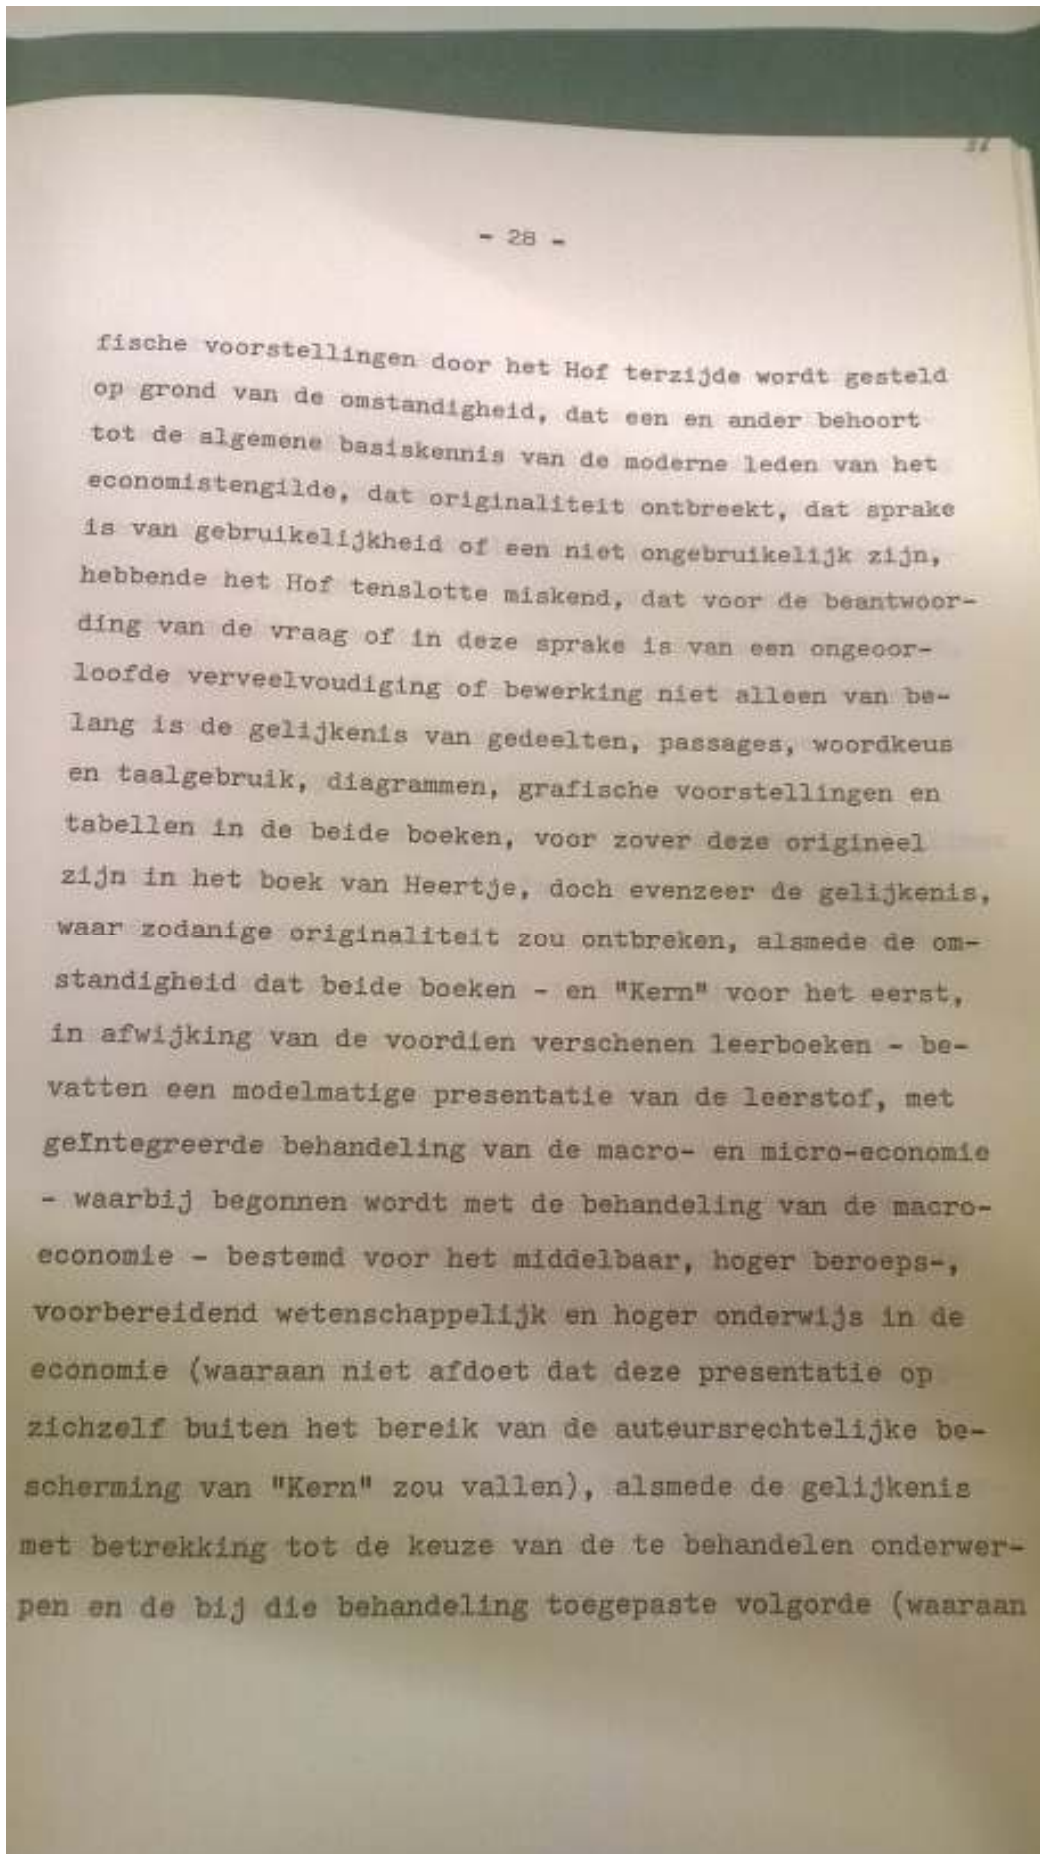 - 28 -
fische voorstellingen door het Hof terzijde wordt gesteld
op grond van de omstandigheid, dat een en ander behoort
tot de algemene basiskennis van de moderne leden van het
economistengilde, dat originaliteit ontbreekt, dat sprake
is van gebruikelijkheid of een niet ongebruikelijk zijn,
hebbende het Hof tenslotte miskend, dat voor de beantwoor-
ding van de vraag of in deze sprake is van een ongeoor-
loofde verveelvoudiging of bewerking niet alleen van be-
lang is de gelijkenis van gedeelten, passages, woordkeus
en taalgebruik, diagrammen, grafische voorstellingen en
tabellen in de beide boeken, voor zover deze origineel
zijn in het boek van Heertje, doch evenzeer de gelijkenis,
waar zodanige originaliteit zou ontbreken, alsmede de om-
standigheid dat beide boeken - en "Kern" voor het eerst,
in afwijking van de voordien verschenen leerboeken - be-
vatten een modelmatige presentatie van de leerstof, met
geïntegreerde behandeling van de macro- en micro-economie
- waarbij begonnen wordt met de behandeling van de macro-
economie - bestemd voor het middelbaar, hoger beroeps-,
voorbereidend wetenschappelijk en hoger onderwijs in de
economie (waaraan niet afdoet dat deze presentatie op
zichzelf buiten het bereik van de auteursrechtelijke be-
scherming van "Kern" zou vallen), alsmede de gelijkenis
met betrekking tot de keuze van de te behandelen onderwer-
pen en de bij die behandeling toegepaste volgorde (waaraan